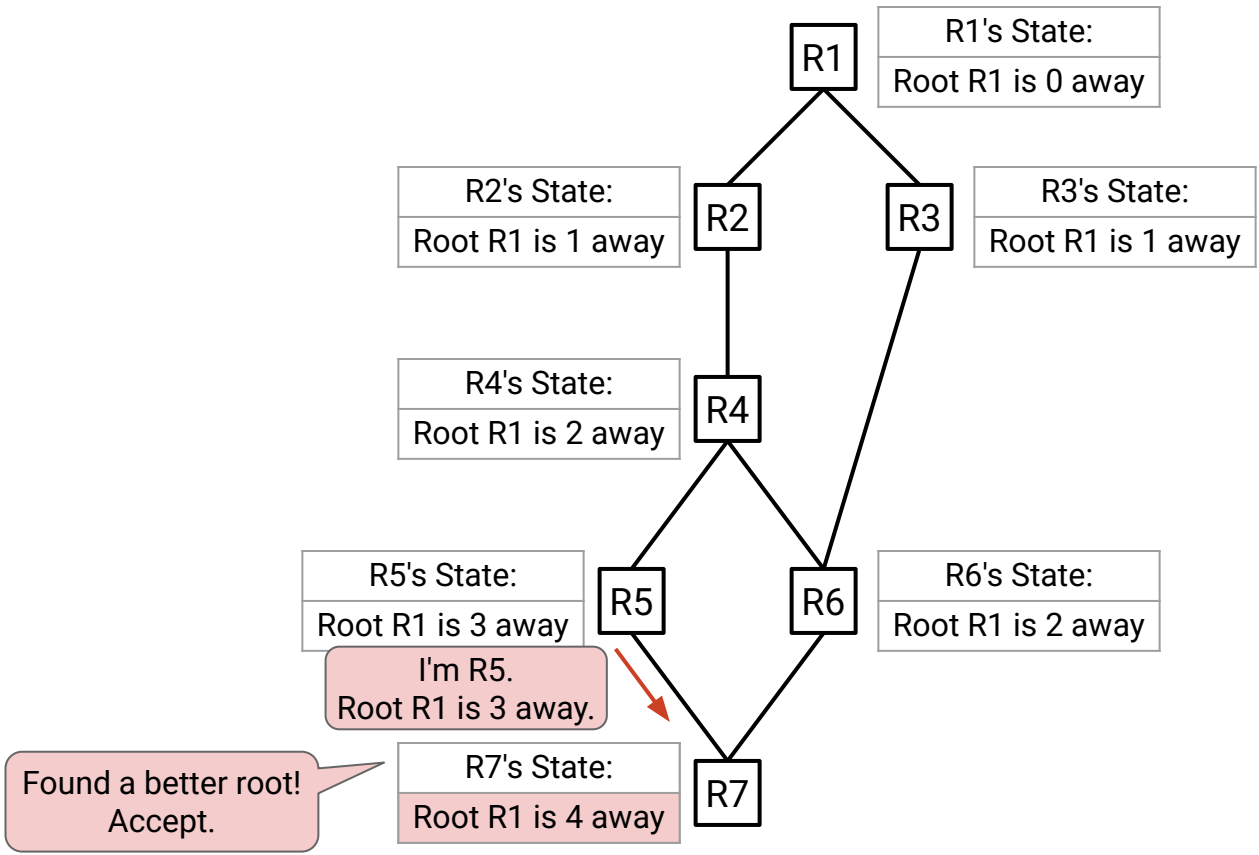 R1
R1's State:
Root R1 is 0 away
R2's State:
Root R1 is 1 away
R2
R3
R3's State:
Root R1 is 1 away
R4's State:
Root R1 is 2 away
R4
R5's State:
Root R1 is 3 away
R5
R6
R6's State:
Root R1 is 2 away
I'm R5.
Root R1 is 3 away.
Found a better root!
Accept.
R7's State:
Root R1 is 4 away
R7